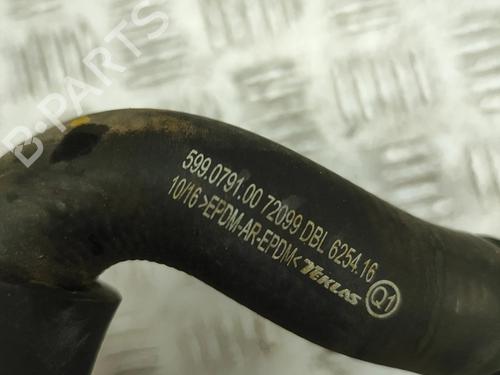 599.0791.00 72099 DBL 6254.16
10/16 >EPDM-AR-EPDM< TEKLAS Q1
B-PARTS